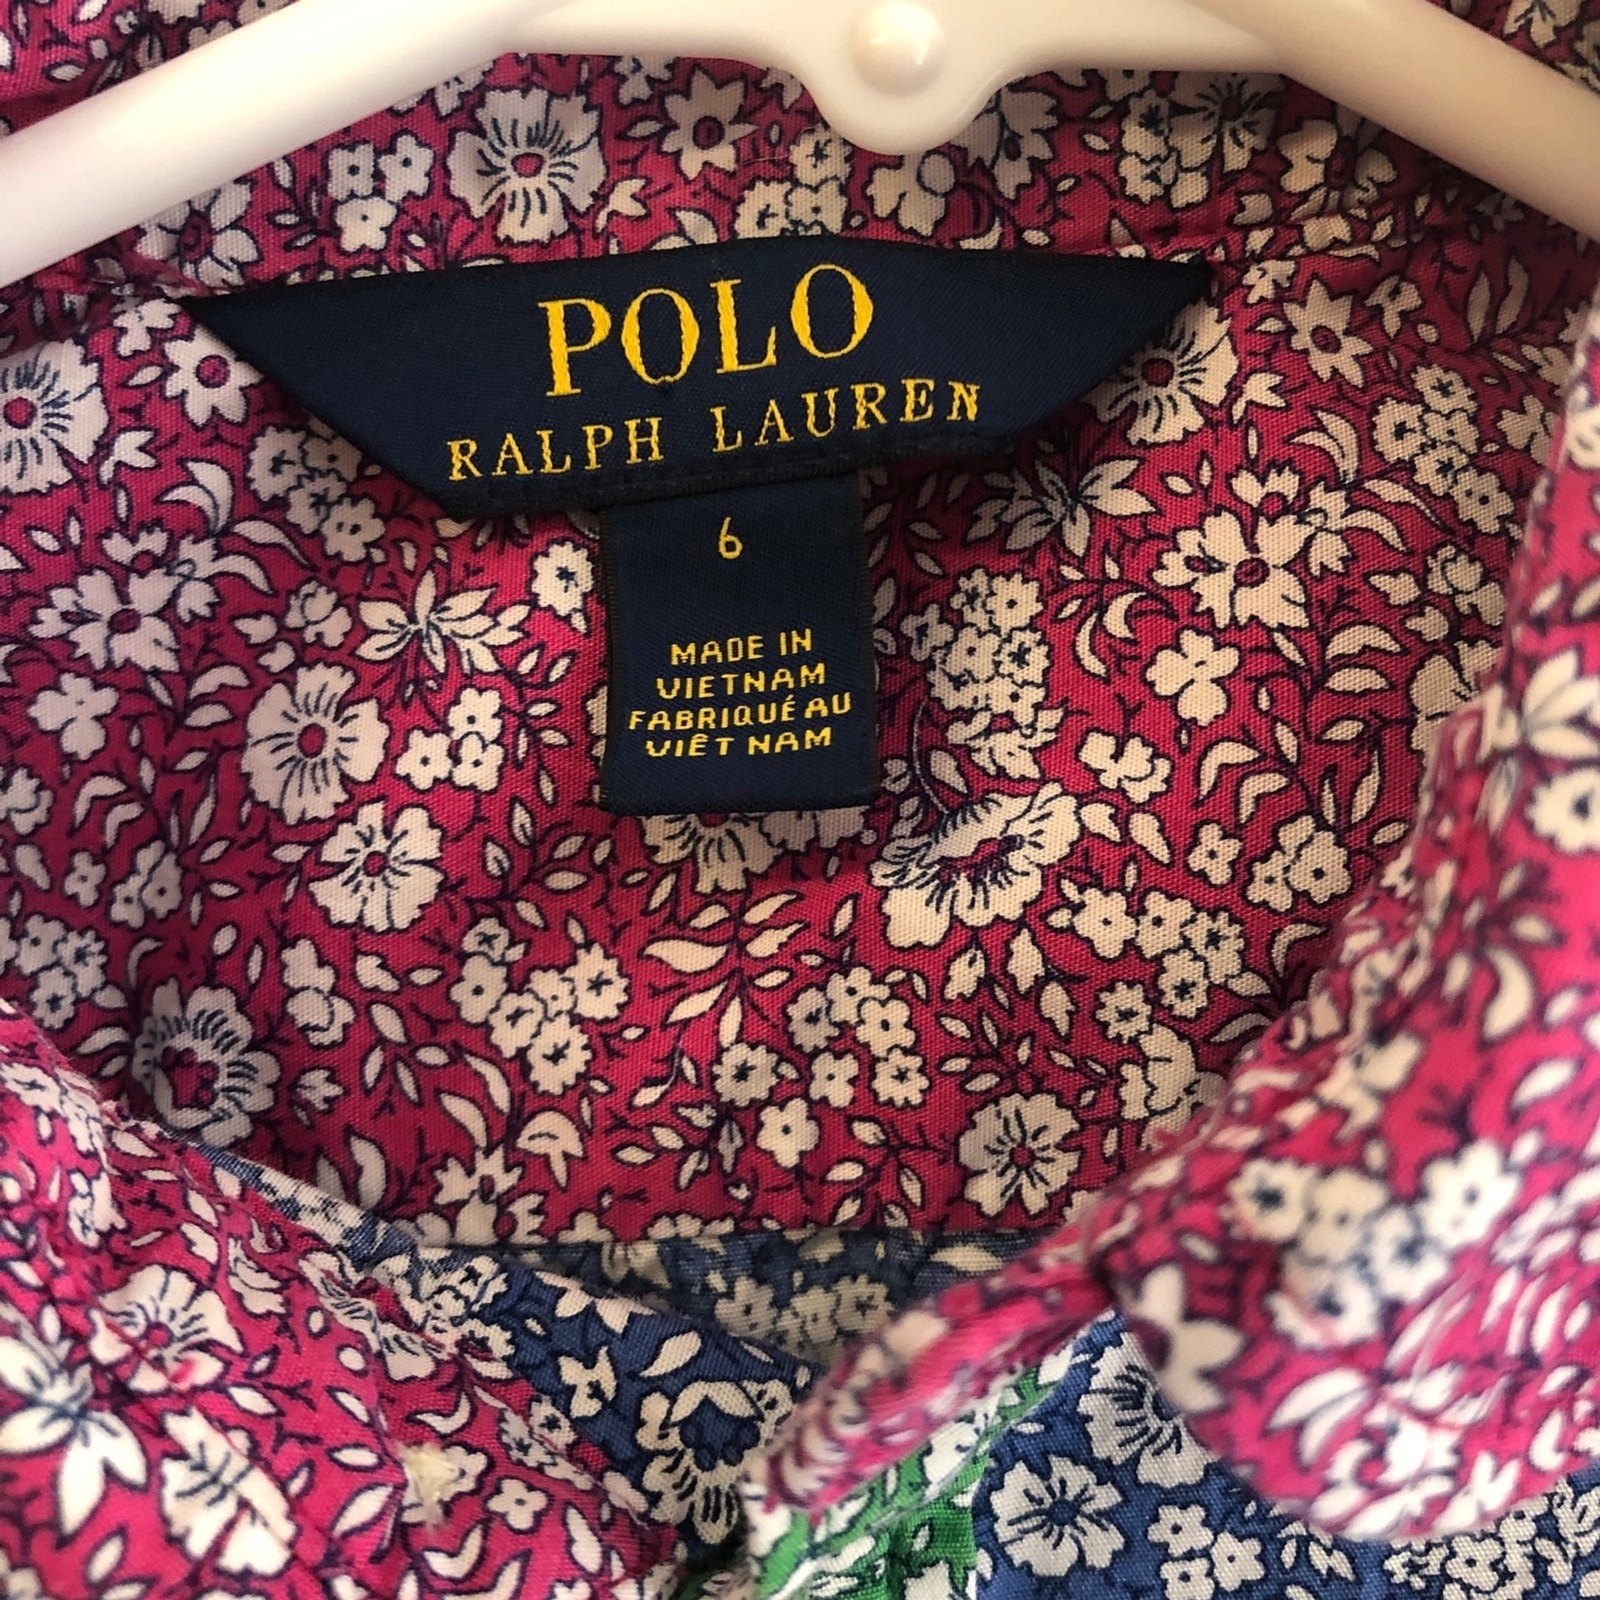 POLO
RALPH LAUREN
6
MADE IN
VIETNAM
FABRIQUÉ AU
VIÊT NAM